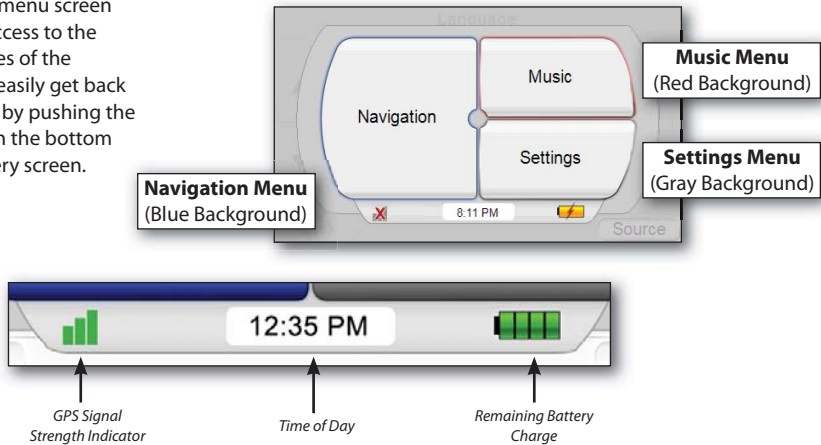 menu screen
ccess to the
es of the
easily get back
by pushing the
n the bottom
ery screen.
Language
Music
Navigation
Settings
8:11 PM
Source
Music Menu
(Red Background)
Settings Menu
(Gray Background)
Navigation Menu
(Blue Background)
12:35 PM
GPS Signal
Strength Indicator
Time of Day
Remaining Battery
Charge